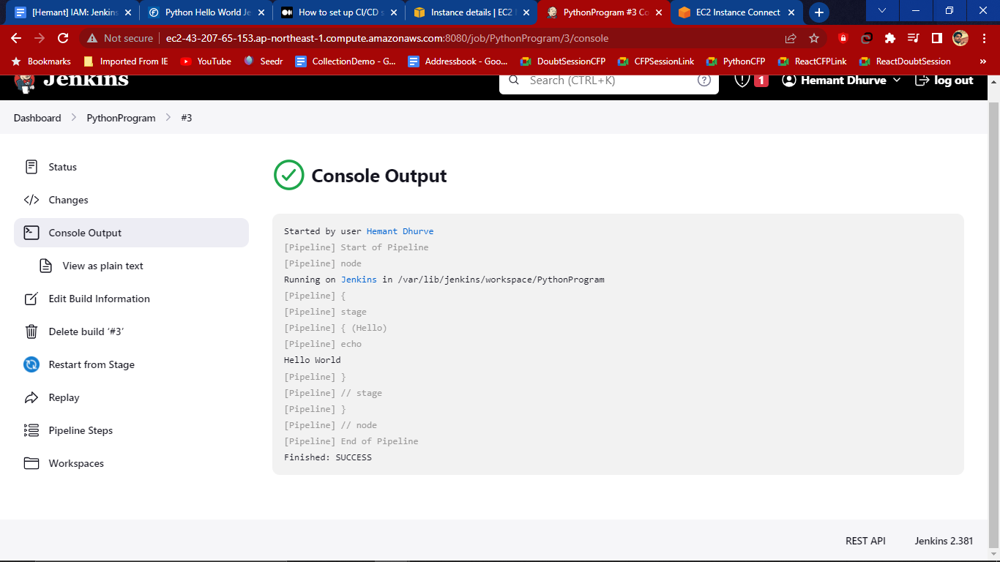 [Hemant] IAM: Jenkins
Python Hello World Je
How to set up CI/CD s
Instance details | EC2
PythonProgram #3 Co
EC2 Instance Connect
Not secure
ec2-43-207-65-153.ap-northeast-1.compute.amazonaws.com:8080/job/PythonProgram/3/console
Bookmarks
Imported From IE
YouTube
Seedr
CollectionDemo - G...
Addressbook - Goo...
DoubtSessionCFP
CFPSessionLink
PythonCFP
ReactCFPLink
ReactDoubtSession
»
Jenkins
Search (CTRL+K)
1
Hemant Dhurve
log out
Dashboard
PythonProgram
#3
Status
Changes
Console Output
View as plain text
Edit Build Information
Delete build ‘#3’
Restart from Stage
Replay
Pipeline Steps
Workspaces
Console Output
Started by user Hemant Dhurve
[Pipeline] Start of Pipeline
[Pipeline] node
Running on Jenkins in /var/lib/jenkins/workspace/PythonProgram
[Pipeline] {
[Pipeline] stage
[Pipeline] { (Hello)
[Pipeline] echo
Hello World
[Pipeline] }
[Pipeline] // stage
[Pipeline] }
[Pipeline] // node
[Pipeline] End of Pipeline
Finished: SUCCESS
REST API
Jenkins 2.381